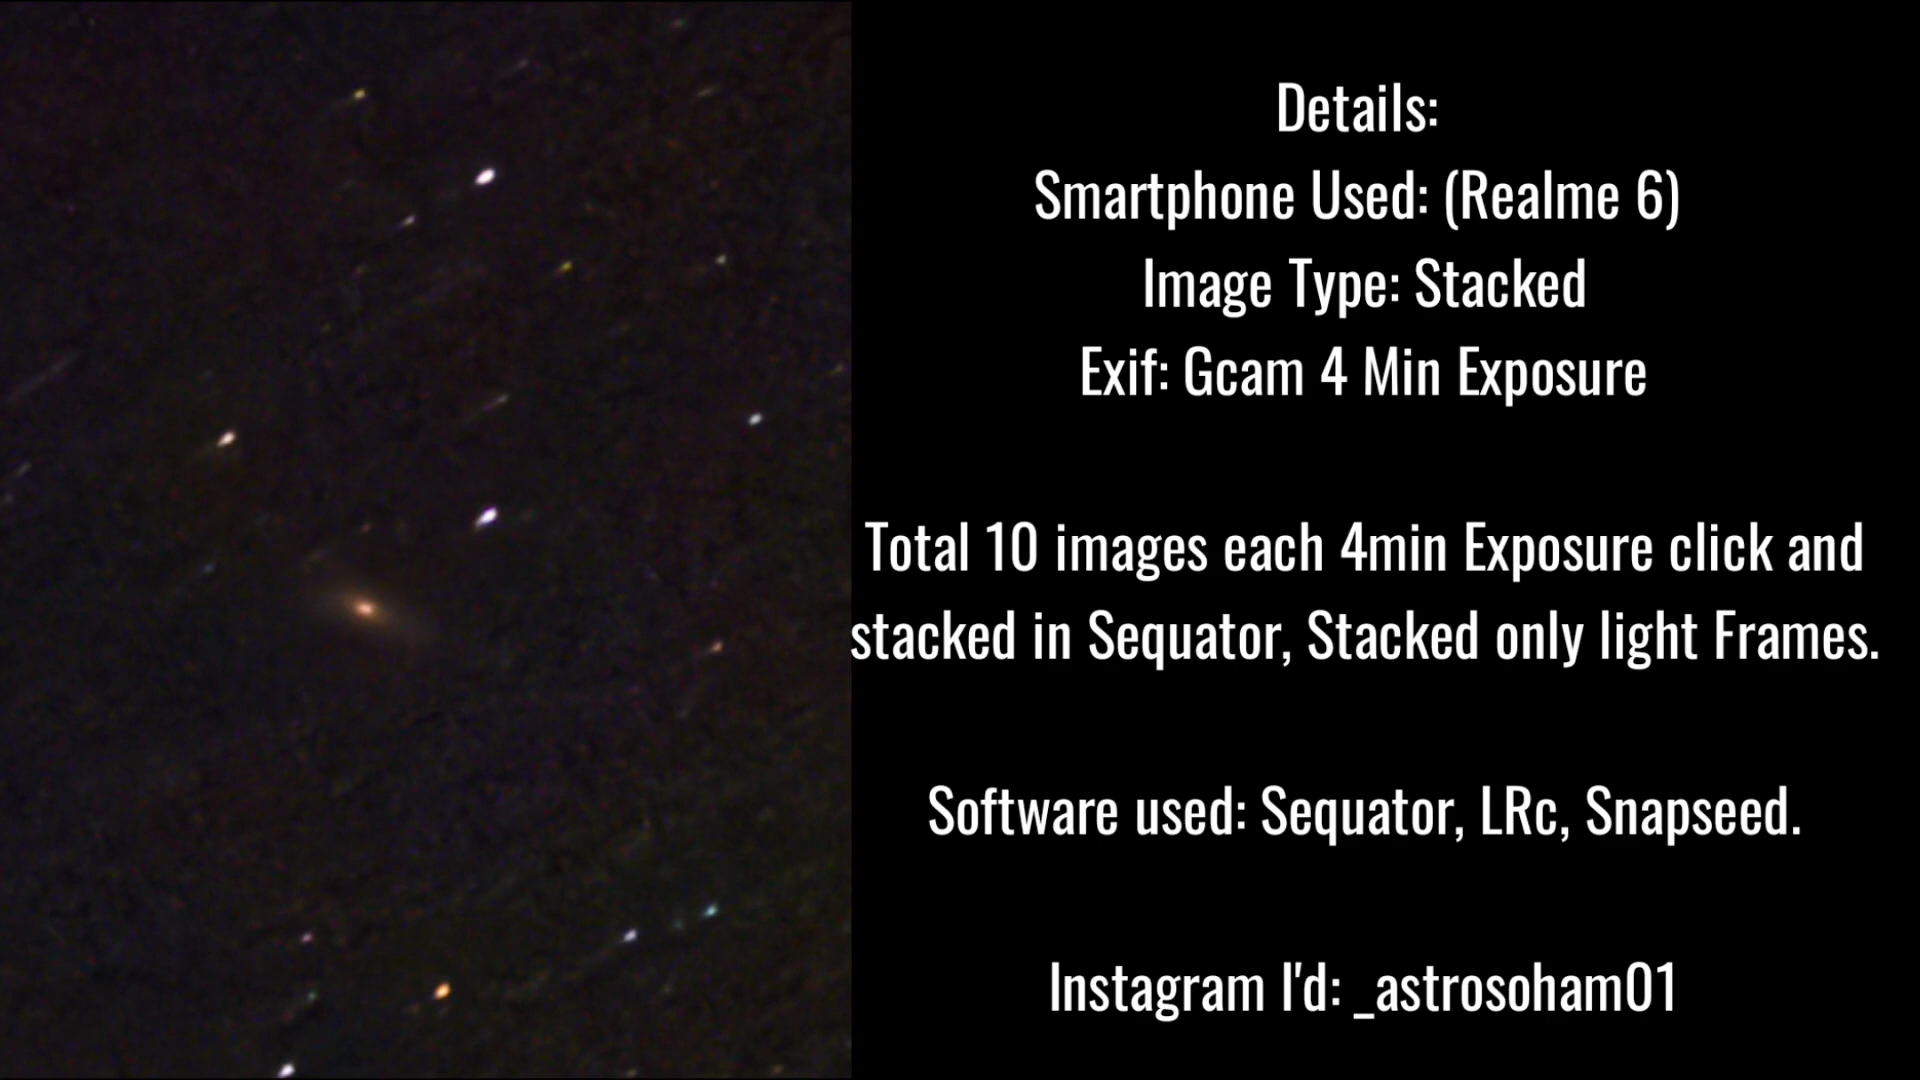 Details:
Smartphone Used: (Realme 6)
Image Type: Stacked
Exif: Gcam 4 Min Exposure
Total 10 images each 4min Exposure click and
stacked in Sequator, Stacked only light Frames.
Software used: Sequator, LRc, Snapseed.
Instagram I'd: _astrosoham01